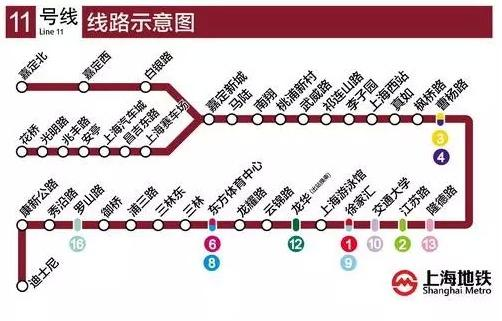 11 号线 线路示意图
Line 11
嘉定北
嘉定西
白银路
花桥
光明路
兆丰路
安亭
上海汽车城
昌吉东路
上海赛车场
嘉定新城
马陆
南翔
桃浦新村
武威路
祁连山路
李子园
上海西站
真如
枫桥路
曹杨路
3
4
康新公路
秀沿路
罗山路
御桥
浦三路
三林东
三林
东方体育中心
龙耀路
云锦路
龙华
上海游泳馆
徐家汇
交通大学
江苏路
隆德路
16
6
8
12
1
9
10
2
13
迪士尼
上海地铁
Shanghai Metro